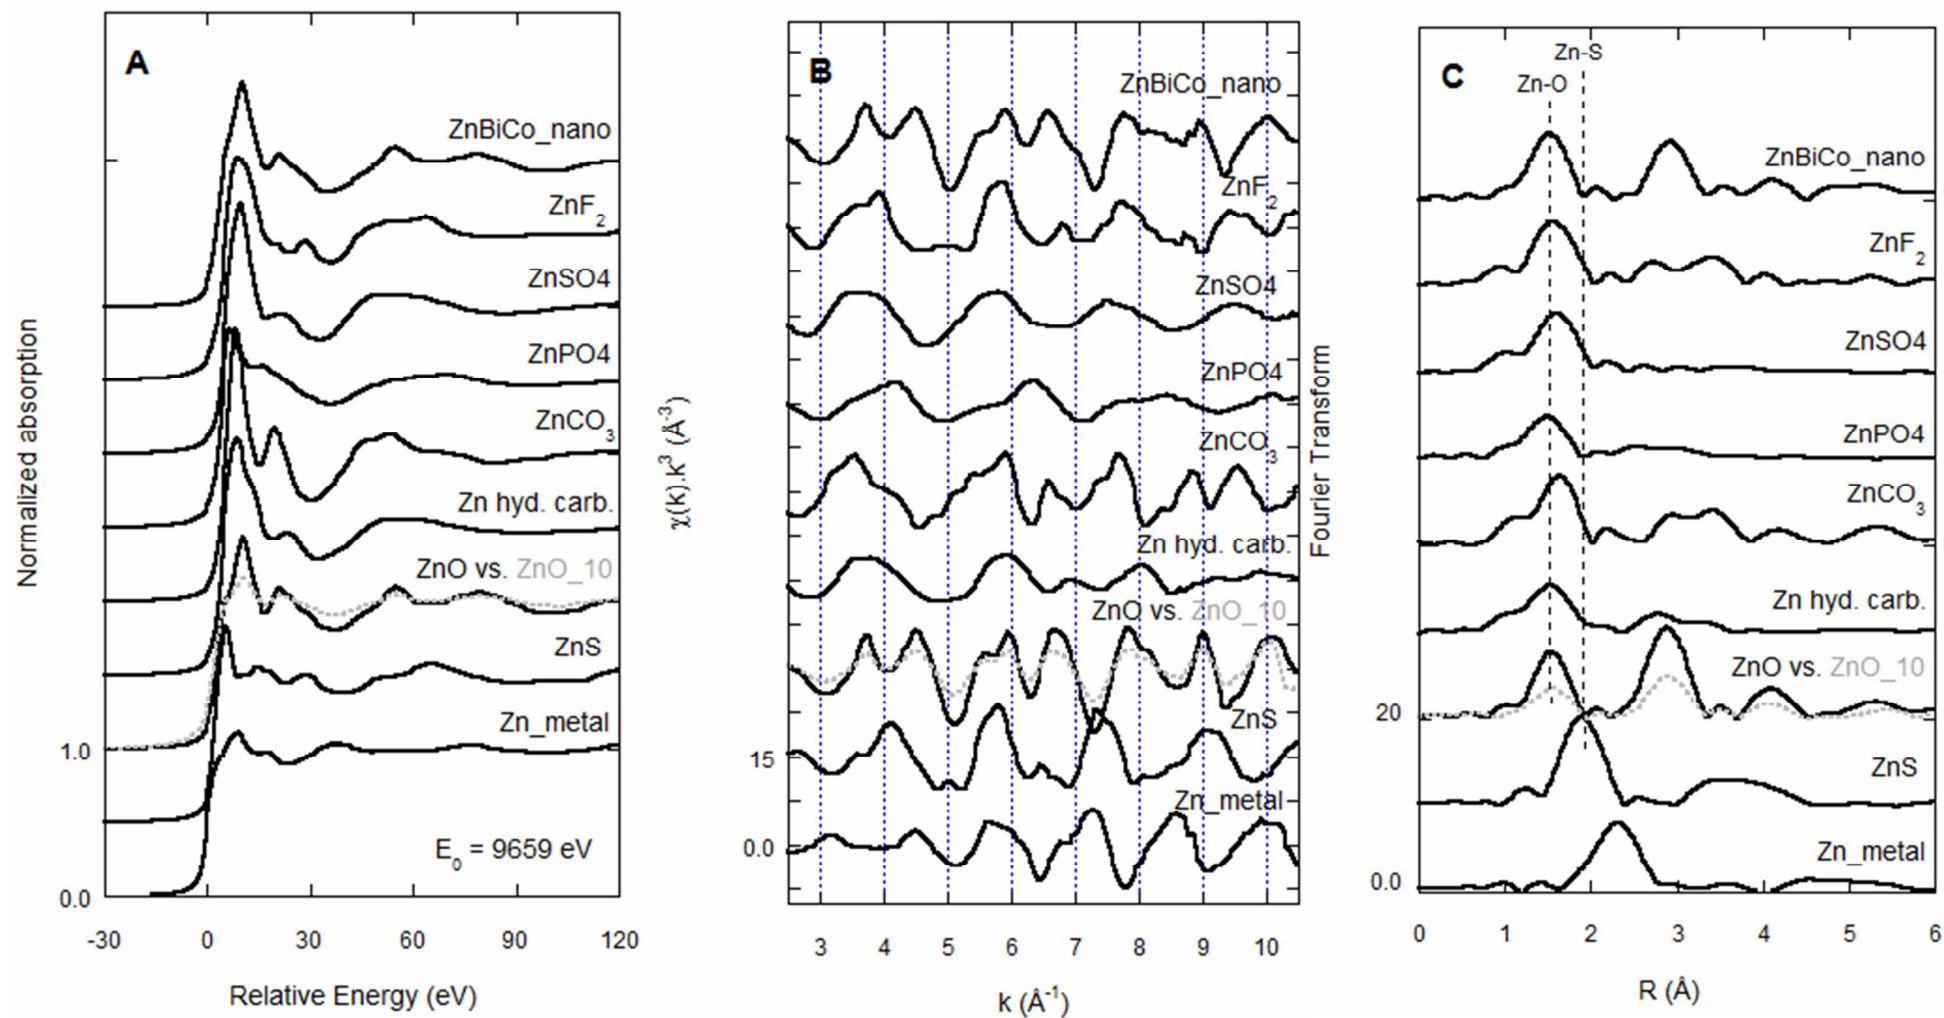 A
Normalized absorption
ZnBiCo_nano
ZnF2
ZnSO4
ZnPO4
ZnCO3
Zn hyd. carb.
ZnO vs. ZnO_10
ZnS
Zn_metal
E0 = 9659 eV
1.0
0.0
-30 0 30 60 90 120
Relative Energy (eV)
B
χ(k).k3 (Å-3)
ZnBiCo_nano
ZnF2
ZnSO4
ZnPO4
ZnCO3
Zn hyd. carb.
ZnO vs. ZnO_10
ZnS
Zn_metal
15
0.0
3 4 5 6 7 8 9 10
k (Å-1)
C
Fourier Transform
Zn-S
Zn-O
ZnBiCo_nano
ZnF2
ZnSO4
ZnPO4
ZnCO3
Zn hyd. carb.
ZnO vs. ZnO_10
ZnS
Zn_metal
20
0.0
0 1 2 3 4 5 6
R (Å)